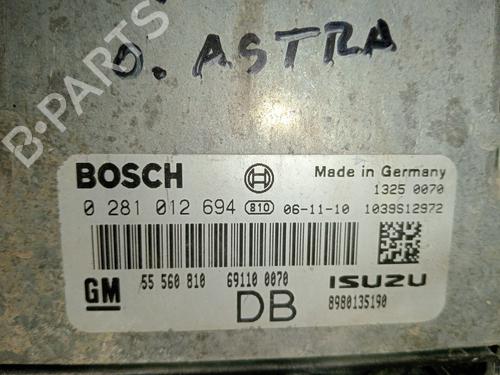 O. ASTRA
B-PARTS
BOSCH
Made in Germany
1325 0070
0 281 012 694 810 06-11-10 1039S12972
GM
55 560 810 69110 0070
DB
ISUZU
8980135190